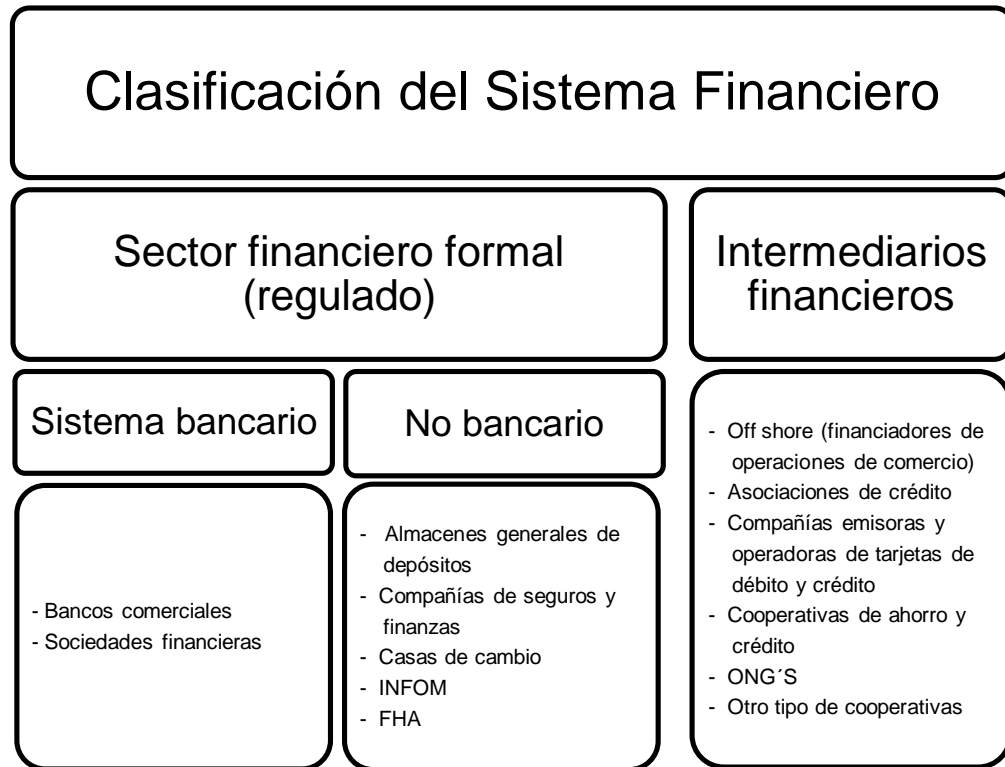 Clasificación del Sistema Financiero
Sector financiero formal
(regulado)
Intermediarios
financieros
Sistema bancario
No bancario
- Bancos comerciales
- Sociedades financieras
- Almacenes generales de
depósitos
- Compañías de seguros y
finanzas
- Casas de cambio
- INFOM
- FHA
- Off shore (financiadores de
operaciones de comercio)
- Asociaciones de crédito
- Compañías emisoras y
operadoras de tarjetas de
débito y crédito
- Cooperativas de ahorro y
crédito
- ONG´S
- Otro tipo de cooperativas